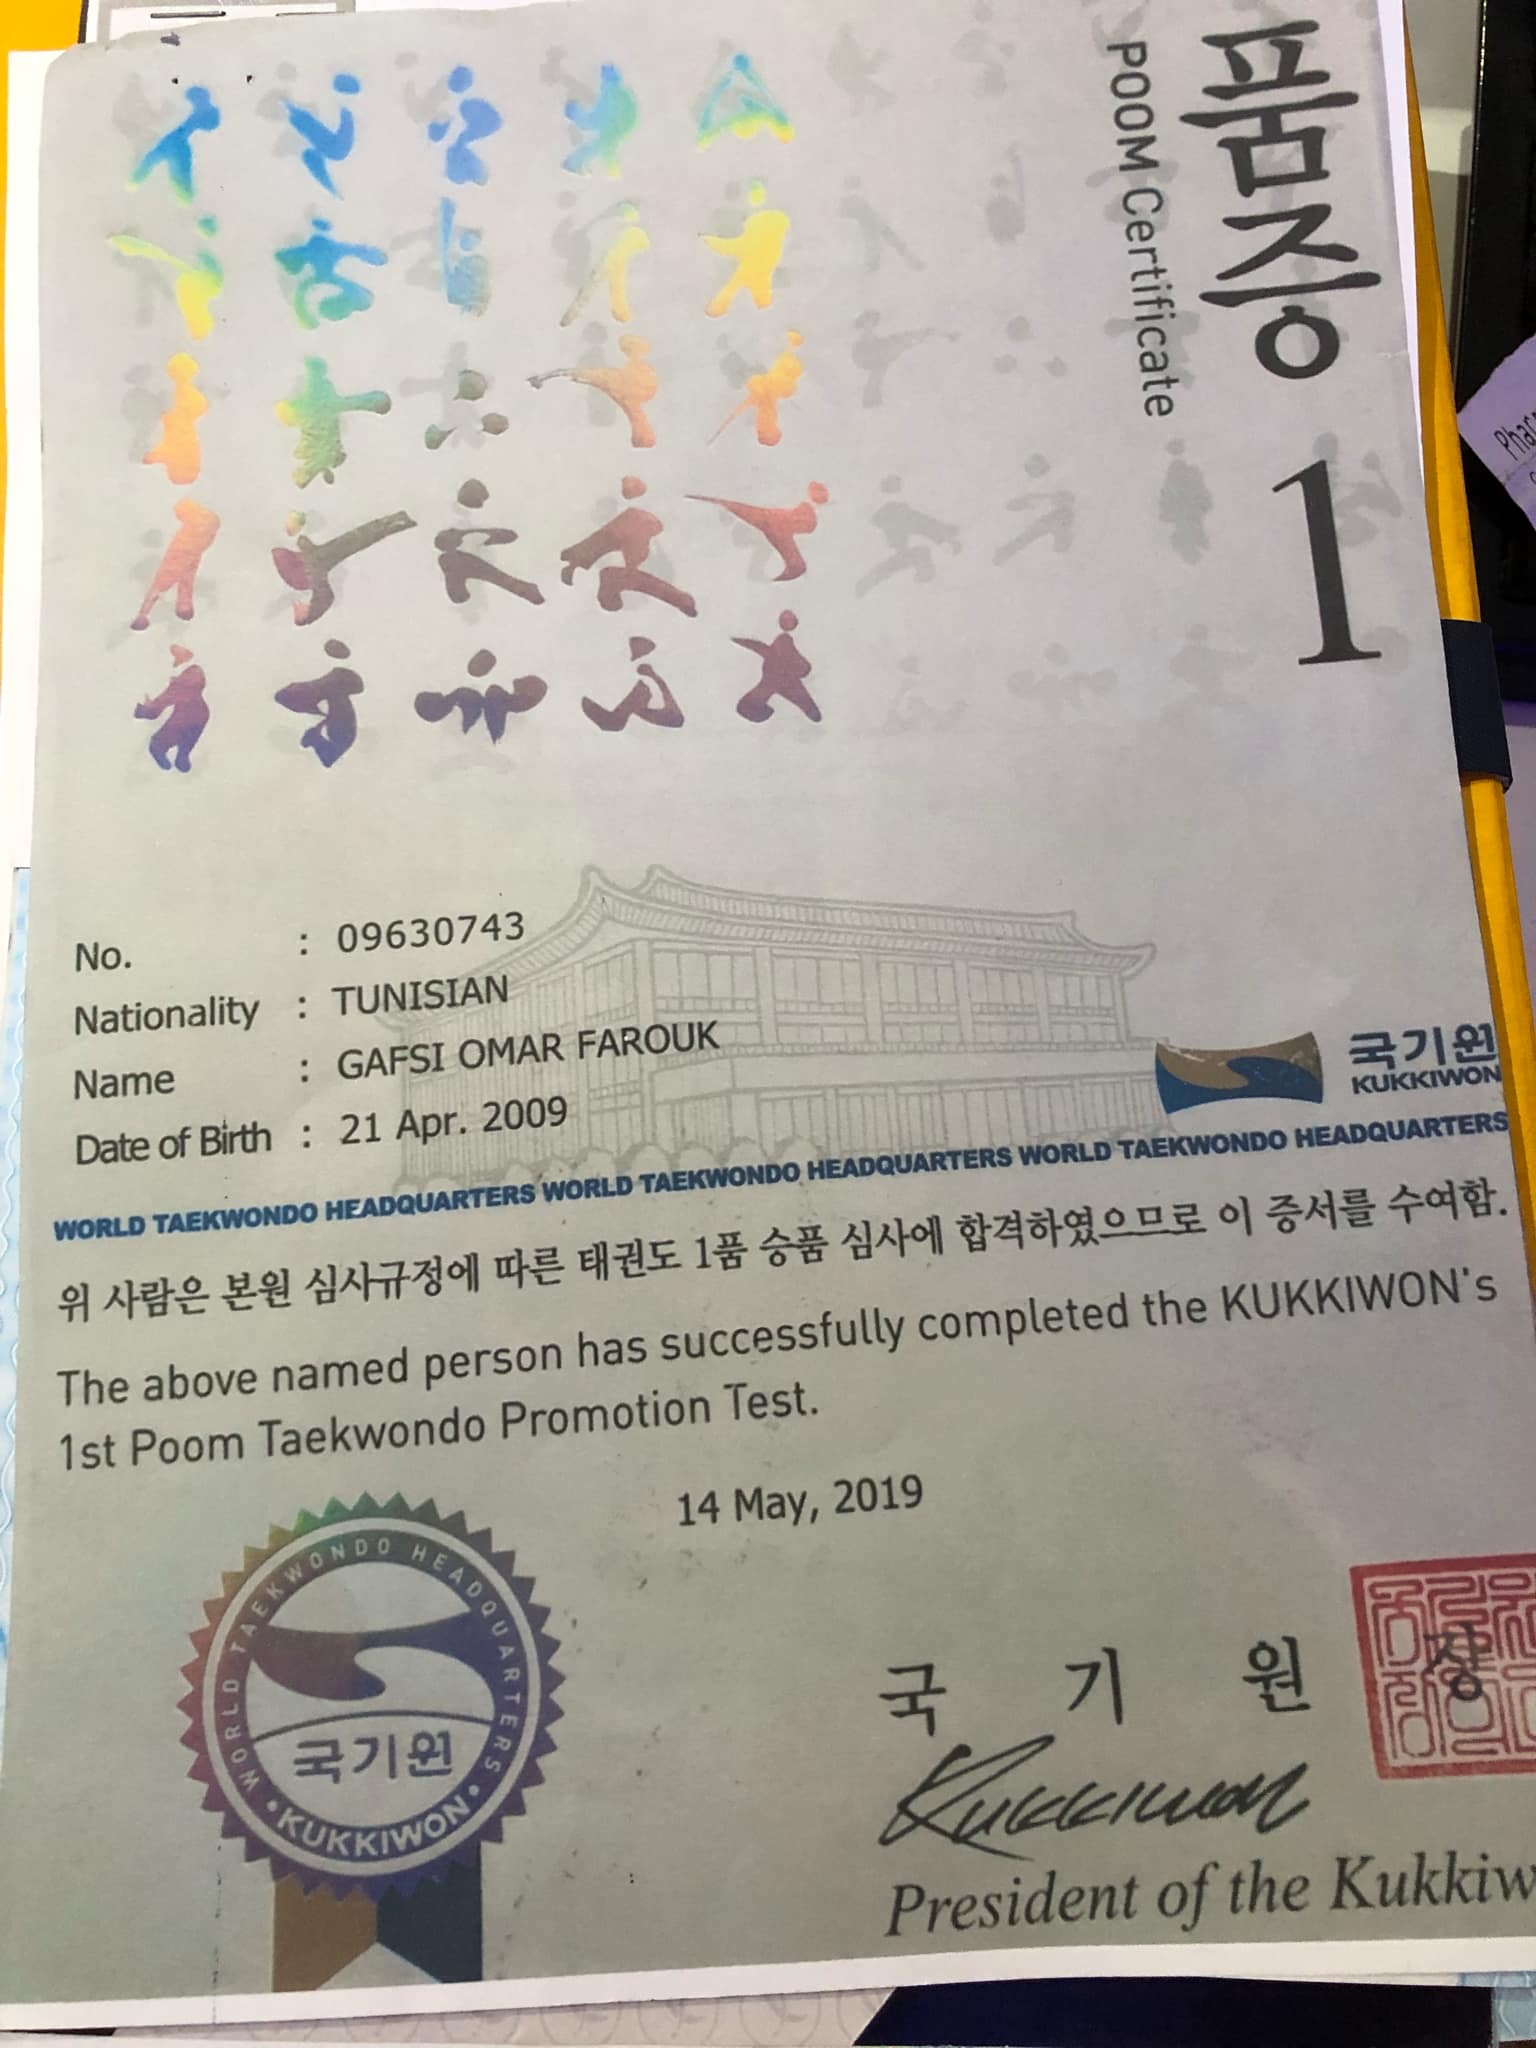 품증
POOM Certificate
1
No. : 09630743
Nationality : TUNISIAN
Name : GAFSI OMAR FAROUK
Date of Birth : 21 Apr. 2009
국기원
KUKKIWON
WORLD TAEKWONDO HEADQUARTERS WORLD TAEKWONDO HEADQUARTERS
위 사람은 본원 심사규정에 따른 태권도 1품 승품 심사에 합격하였으므로 이 증서를 수여함.
The above named person has successfully completed the KUKKIWON's
1st Poom Taekwondo Promotion Test.
14 May, 2019
WORLD TAEKWONDO HEADQUARTERS
국기원
• KUKKIWON •
국 기 원 장
Kukkiwon
President of the Kukkiw